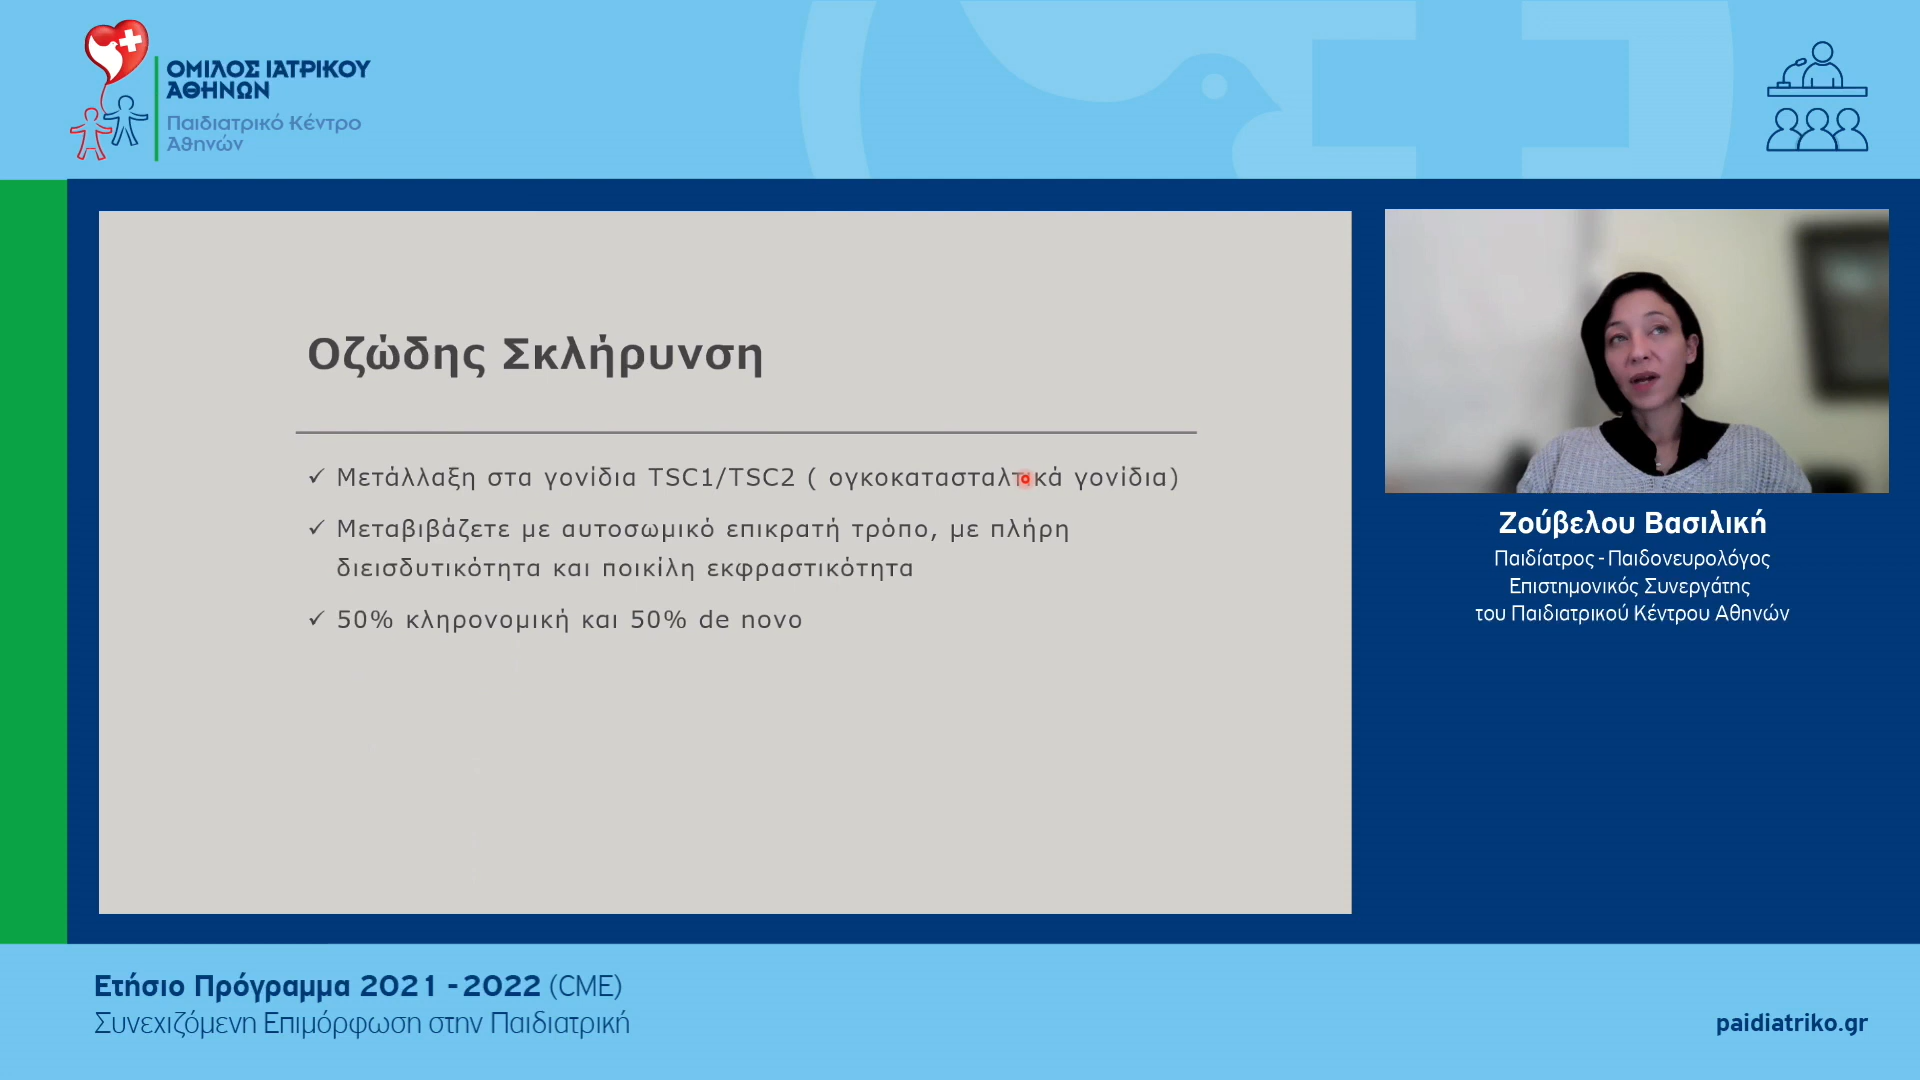 ΟΜΙΛΟΣ ΙΑΤΡΙΚΟΥ
ΑΘΗΝΩΝ
Παιδιατρικό Κέντρο
Αθηνών
Οζώδης Σκλήρυνση
✓ Μετάλλαξη στα γονίδια TSC1/TSC2 ( ογκοκατασταλτικά γονίδια)
✓ Μεταβιβάζετε με αυτοσωμικό επικρατή τρόπο, με πλήρη
διεισδυτικότητα και ποικίλη εκφραστικότητα
✓ 50% κληρονομική και 50% de novo
Ζούβελου Βασιλική
Παιδίατρος - Παιδονευρολόγος
Επιστημονικός Συνεργάτης
του Παιδιατρικού Κέντρου Αθηνών
Ετήσιο Πρόγραμμα 2021 - 2022 (CME)
Συνεχιζόμενη Επιμόρφωση στην Παιδιατρική
paidiatriko.gr